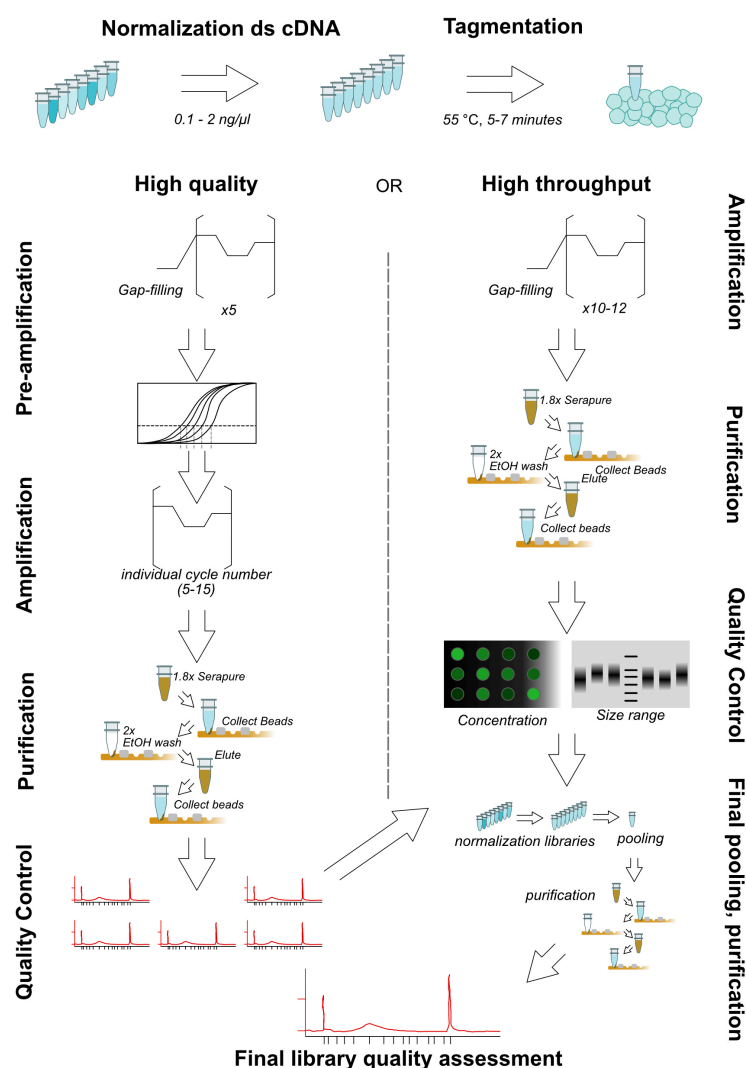 Normalization ds cDNA
Tagmentation
0.1 - 2 ng/µl
55 °C, 5-7 minutes
High quality
OR
High throughput
Pre-amplification
Gap-filling
x5
Amplification
individual cycle number
(5-15)
Purification
1.8x Serapure
Collect Beads
2x
EtOH wash
Elute
Collect beads
Quality Control
Amplification
Gap-filling
x10-12
Purification
1.8x Serapure
2x
EtOH wash
Collect Beads
Elute
Collect beads
Quality Control
Concentration
Size range
Final pooling, purification
normalization libraries
pooling
purification
Final library quality assessment